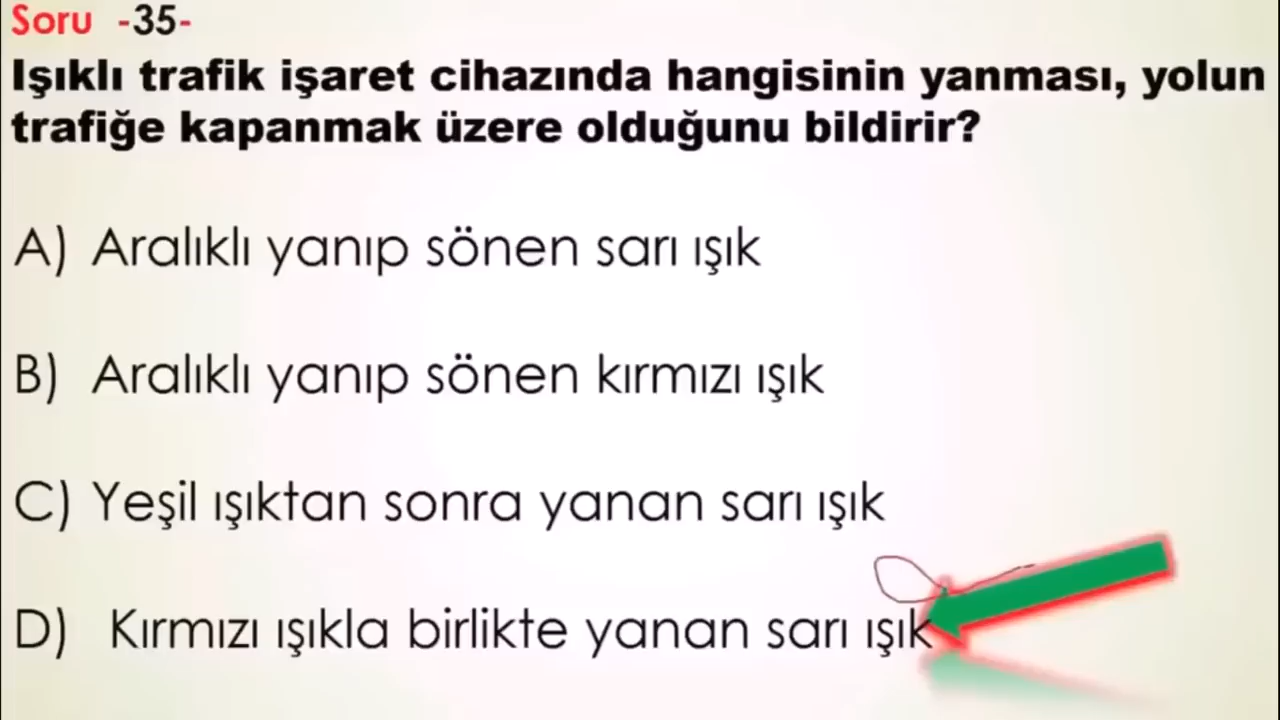 Soru -35-
Işıklı trafik işaret cihazında hangisinin yanması, yolun
trafiğe kapanmak üzere olduğunu bildirir?
A) Aralıklı yanıp sönen sarı ışık
B) Aralıklı yanıp sönen kırmızı ışık
C) Yeşil ışıktan sonra yanan sarı ışık
D) Kırmızı ışıkla birlikte yanan sarı ışık